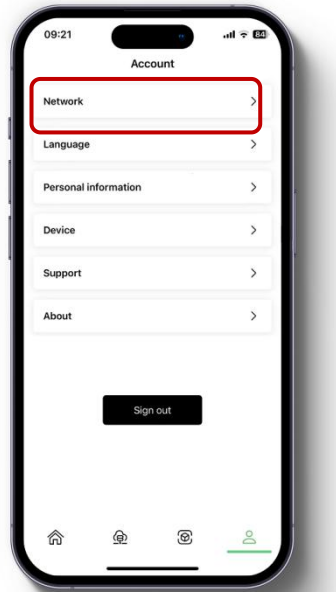 09:21
84
Account
Network
Language
Personal information
Device
Support
About
Sign out